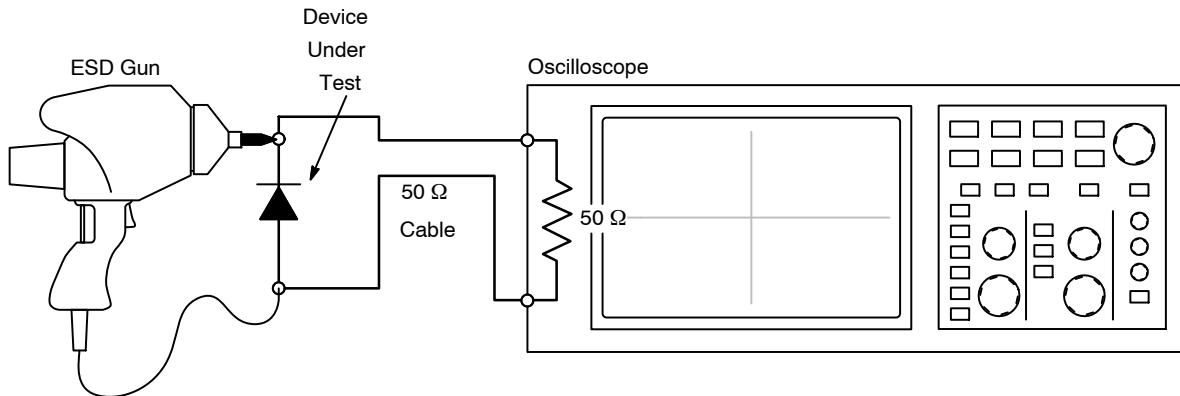 Device
Under
Test
ESD Gun
Oscilloscope
50 Ω
Cable
50 Ω